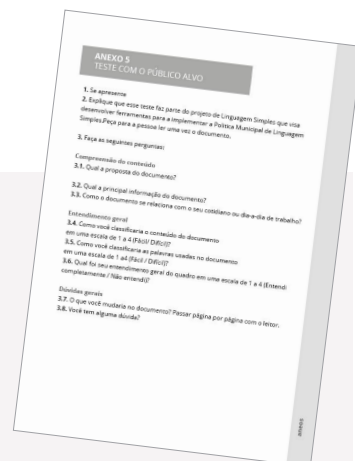 ANEXO 5
TESTE COM O PÚBLICO ALVO
1. Se apresente
2. Explique que esse teste faz parte do projeto de Linguagem Simples que visa
desenvolver ferramentas para a implementar a Política Municipal de Linguagem
Simples.Peça para a pessoa ler uma vez o documento.
3. Faça as seguintes perguntas:
Compreensão do conteúdo
3.1. Qual a proposta do documento?
3.2. Qual a principal informação do documento?
3.3. Como o documento se relaciona com o seu cotidiano ou dia-a-dia de trabalho?
Entendimento geral
3.4. Como você classificaria o conteúdo do documento
em uma escala de 1 a 4 (Fácil/ Difícil)?
3.5. Como você classificaria as palavras usadas no documento
em uma escala de 1 a4 (Fácil / Difícil)?
3.6. Qual foi seu entendimento geral do quadro em uma escala de 1 a 4 (Entendi
completamente / Não entendi)?
Dúvidas gerais
3.7. O que você mudaria no documento? Passar página por página com o leitor.
3.8. Você tem alguma dúvida?
ANEXOS